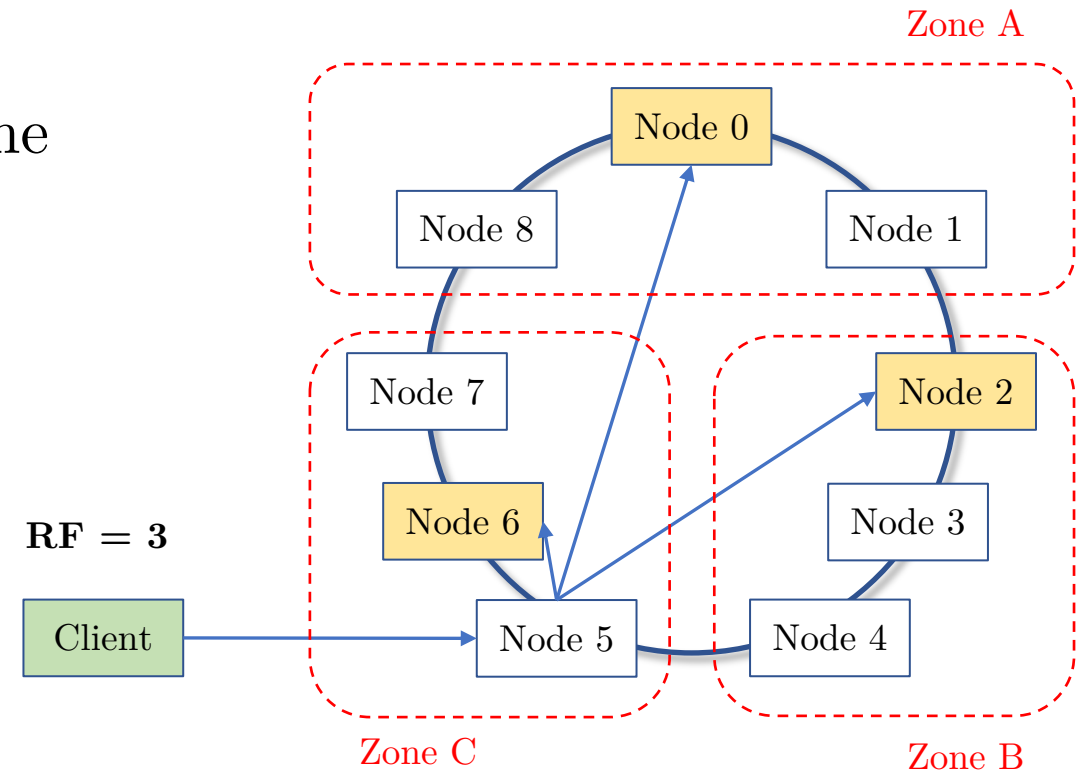 Zone A
Node 0
Node 8
Node 1
Node 7
Node 2
Node 6
Node 3
RF = 3
Client
Node 5
Node 4
Zone C
Zone B